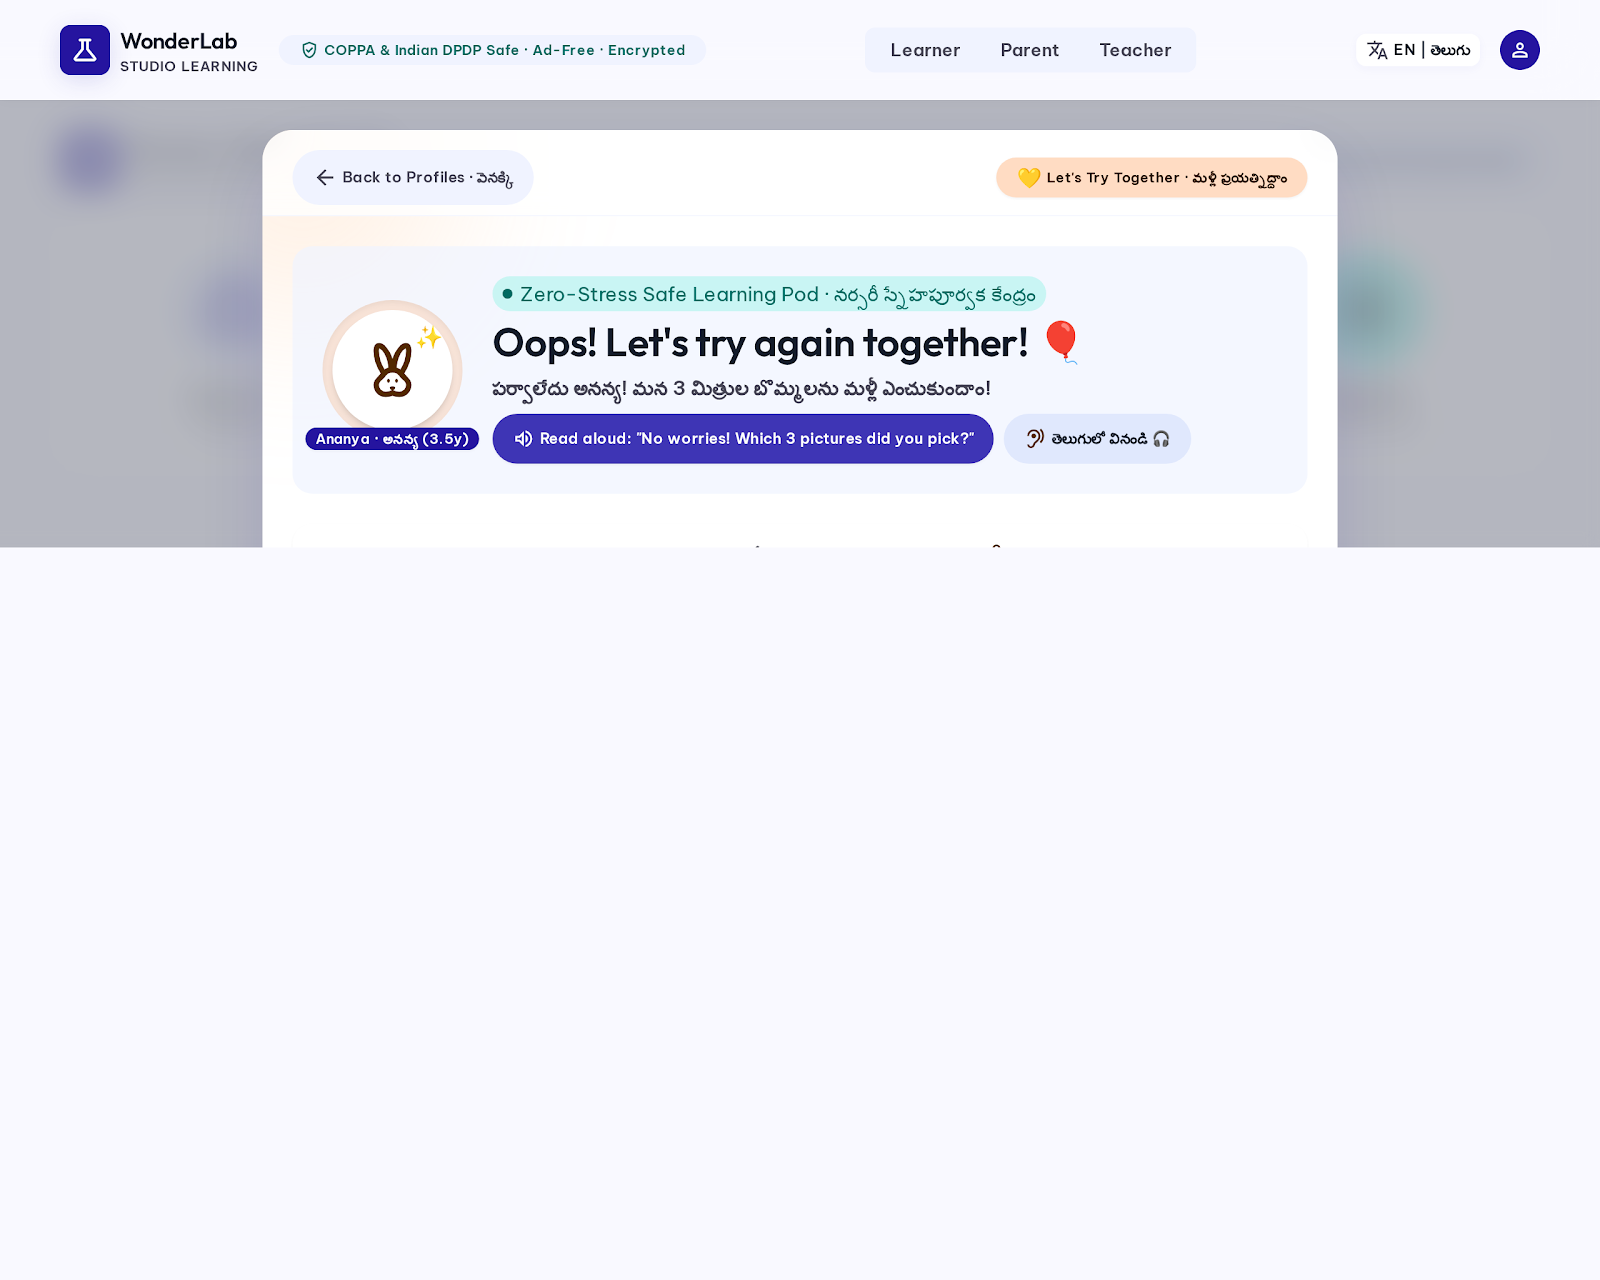 WonderLab
STUDIO LEARNING
COPPA & Indian DPDP Safe · Ad-Free · Encrypted
Learner
Parent
Teacher
EN | తెలుగు
Back to Profiles · వెనక్కి
Let's Try Together · మళ్లీ ప్రయత్నిద్దాం
Zero-Stress Safe Learning Pod · నర్సరీ స్నేహపూర్వక కేంద్రం
Oops! Let's try again together!
పర్వాలేదు అనన్య! మన 3 మిత్రుల బొమ్మలను మళ్లీ ఎంచుకుందాం!
Ananya · అనన్య (3.5y)
Read aloud: "No worries! Which 3 pictures did you pick?"
తెలుగులో వినండి